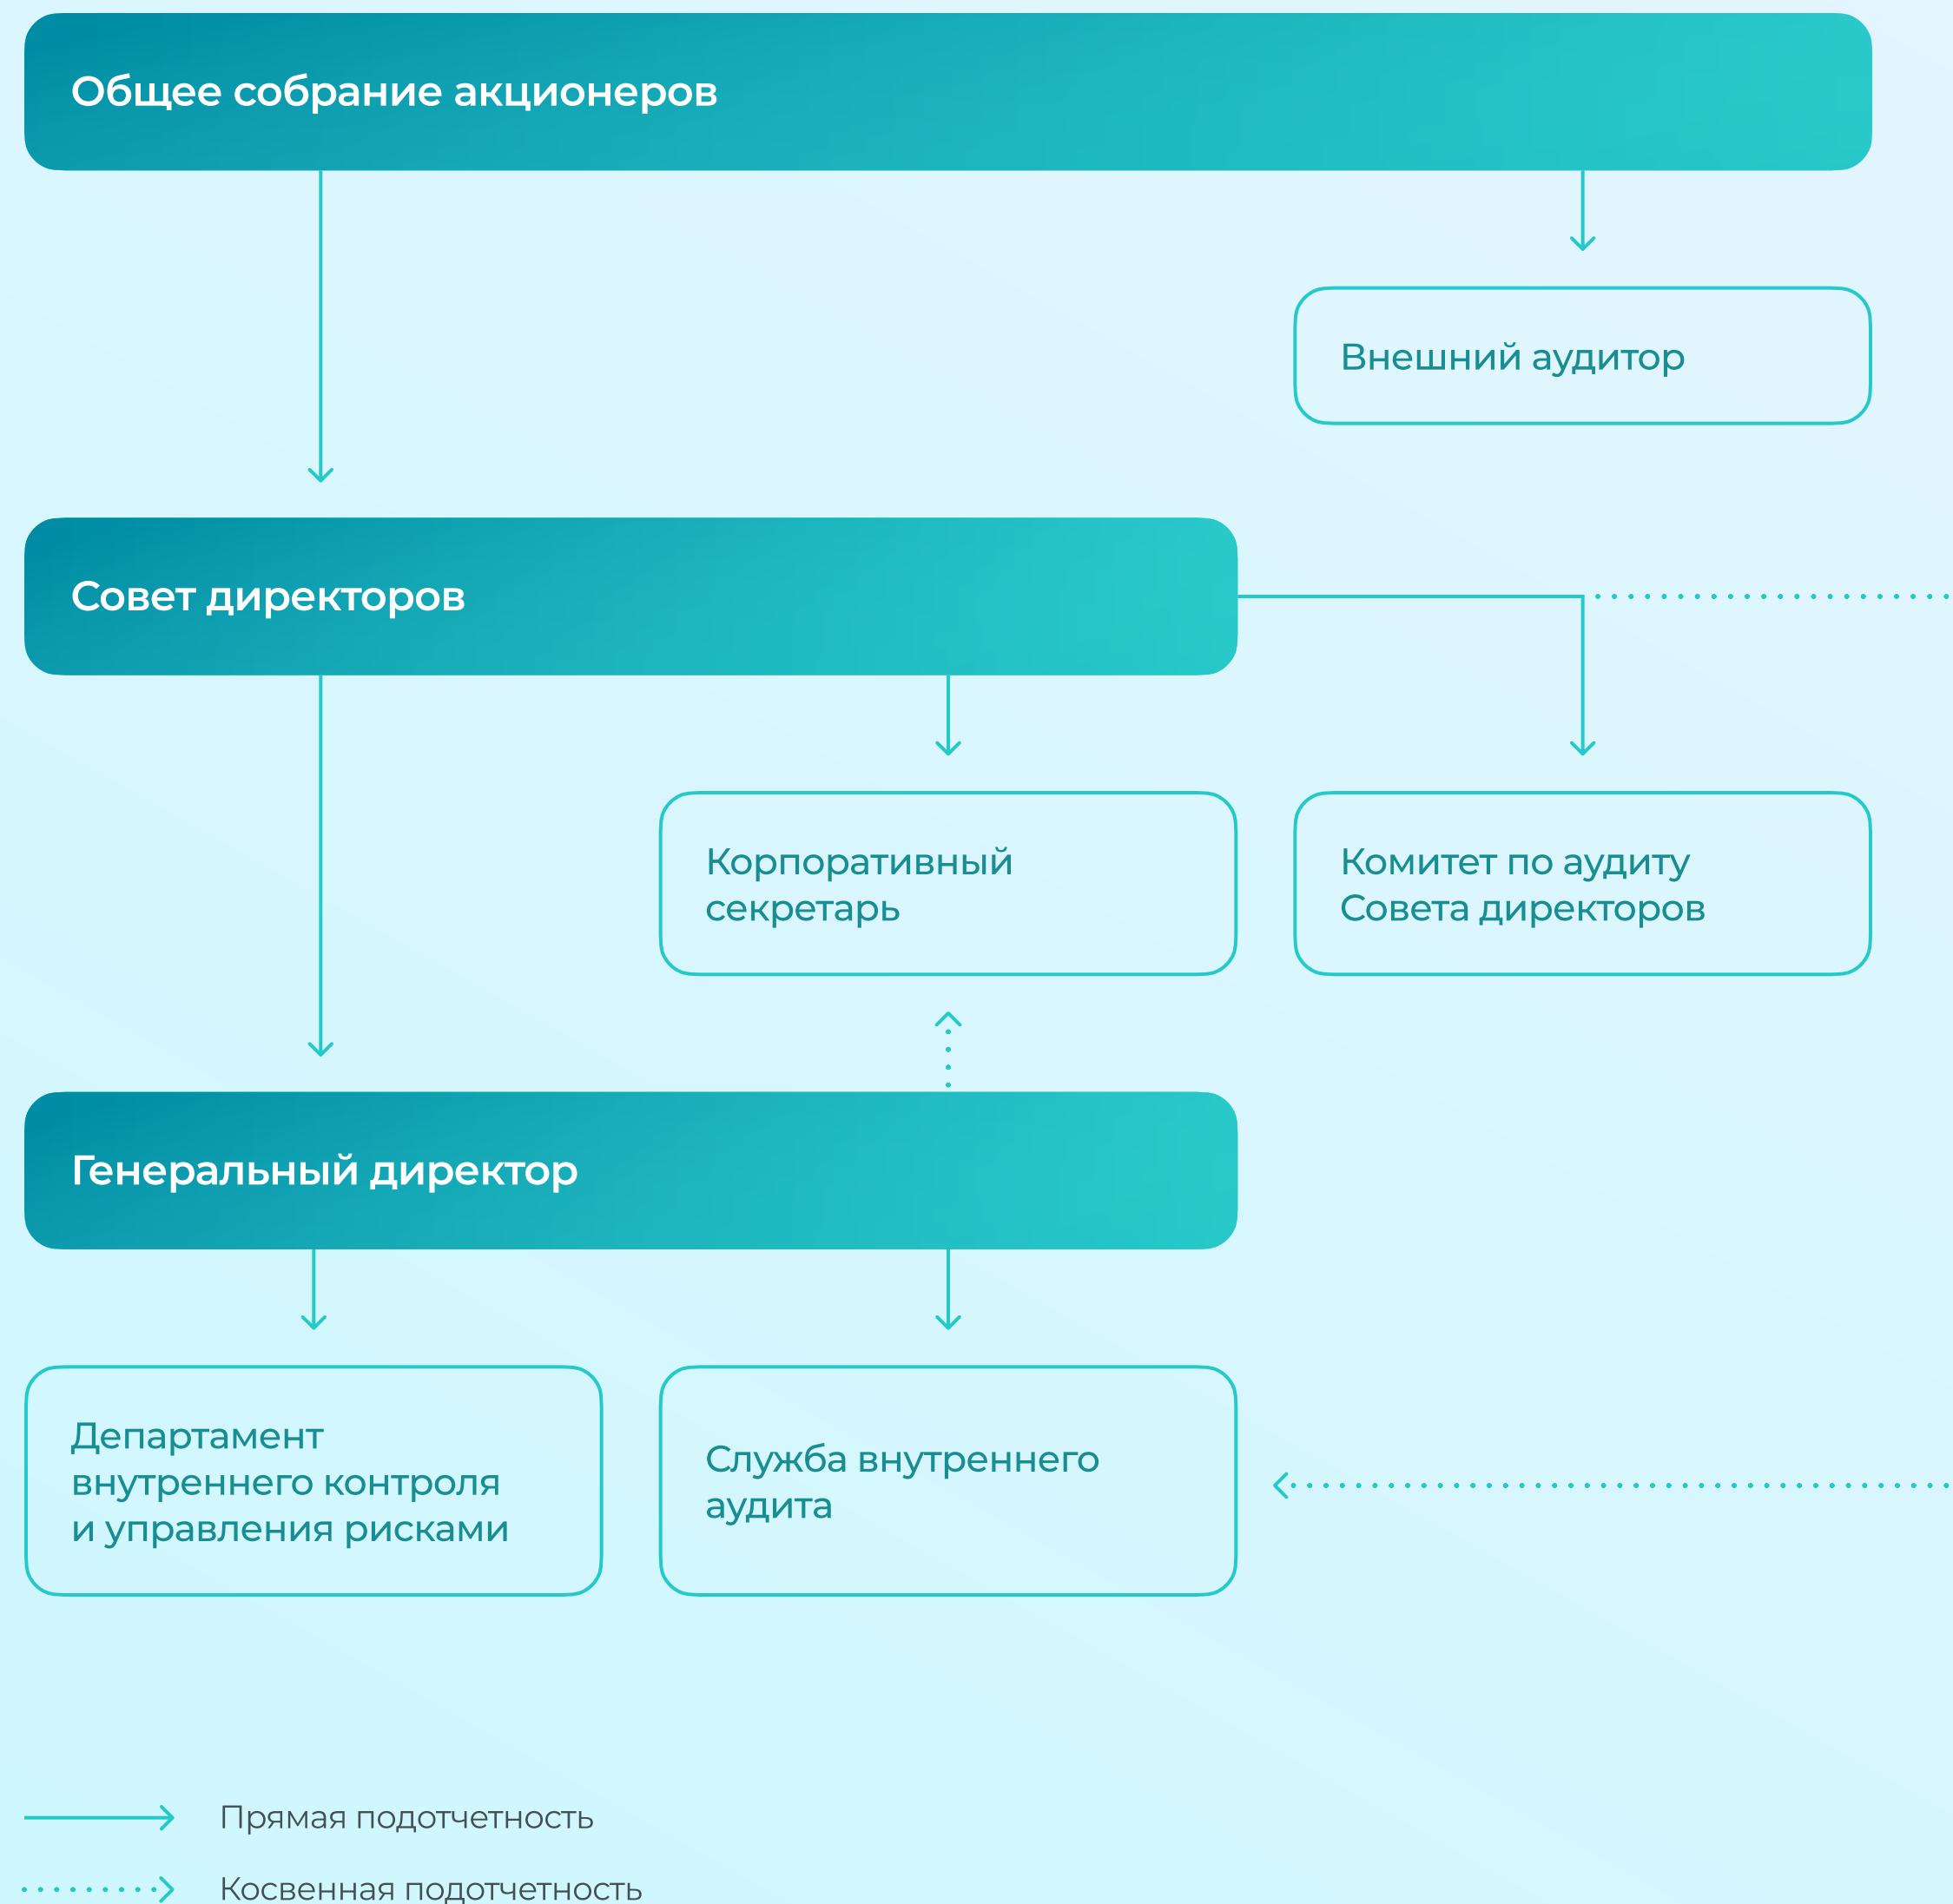 Общее собрание акционеров
Внешний аудитор
Совет директоров
Корпоративный
секретарь
Комитет по аудиту
Совета директоров
Генеральный директор
Департамент
внутреннего контроля
и управления рисками
Служба внутреннего
аудита
Прямая подотчетность
Косвенная подотчетность